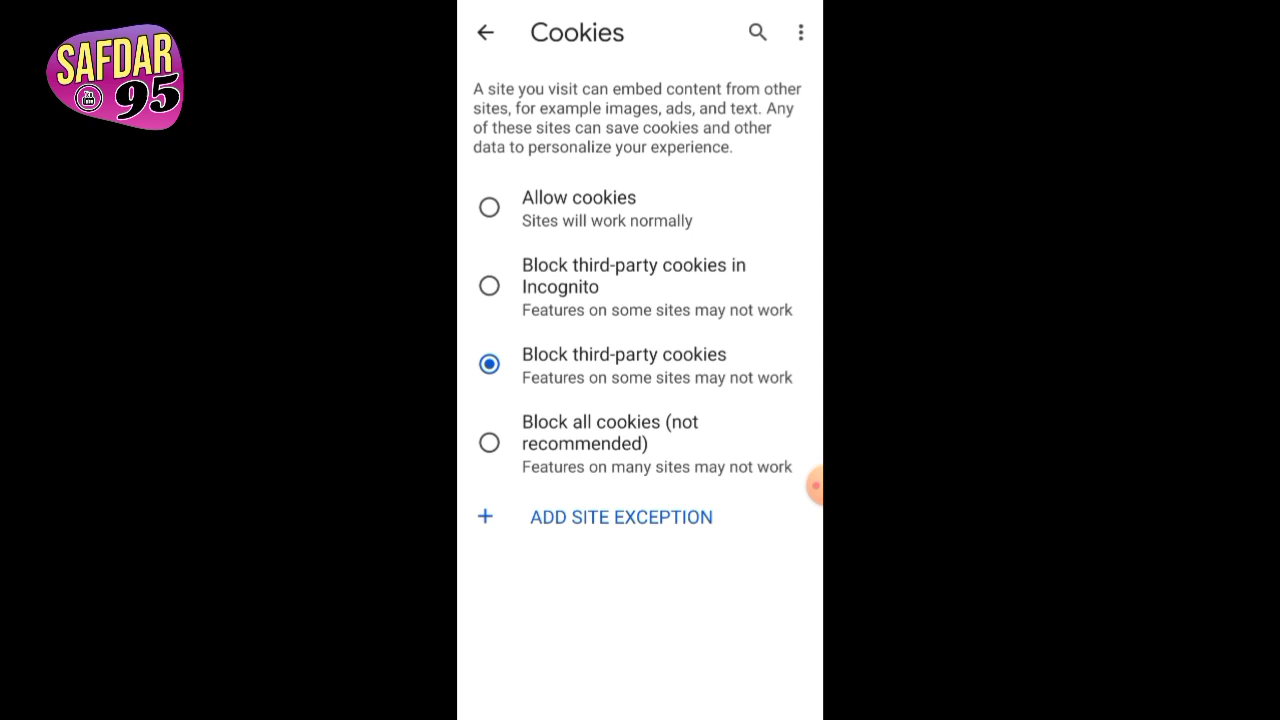 SAFDAR
95
Cookies
A site you visit can embed content from other
sites, for example images, ads, and text. Any
of these sites can save cookies and other
data to personalize your experience.
Allow cookies
Sites will work normally
Block third-party cookies in
Incognito
Features on some sites may not work
Block third-party cookies
Features on some sites may not work
Block all cookies (not
recommended)
Features on many sites may not work
+ ADD SITE EXCEPTION